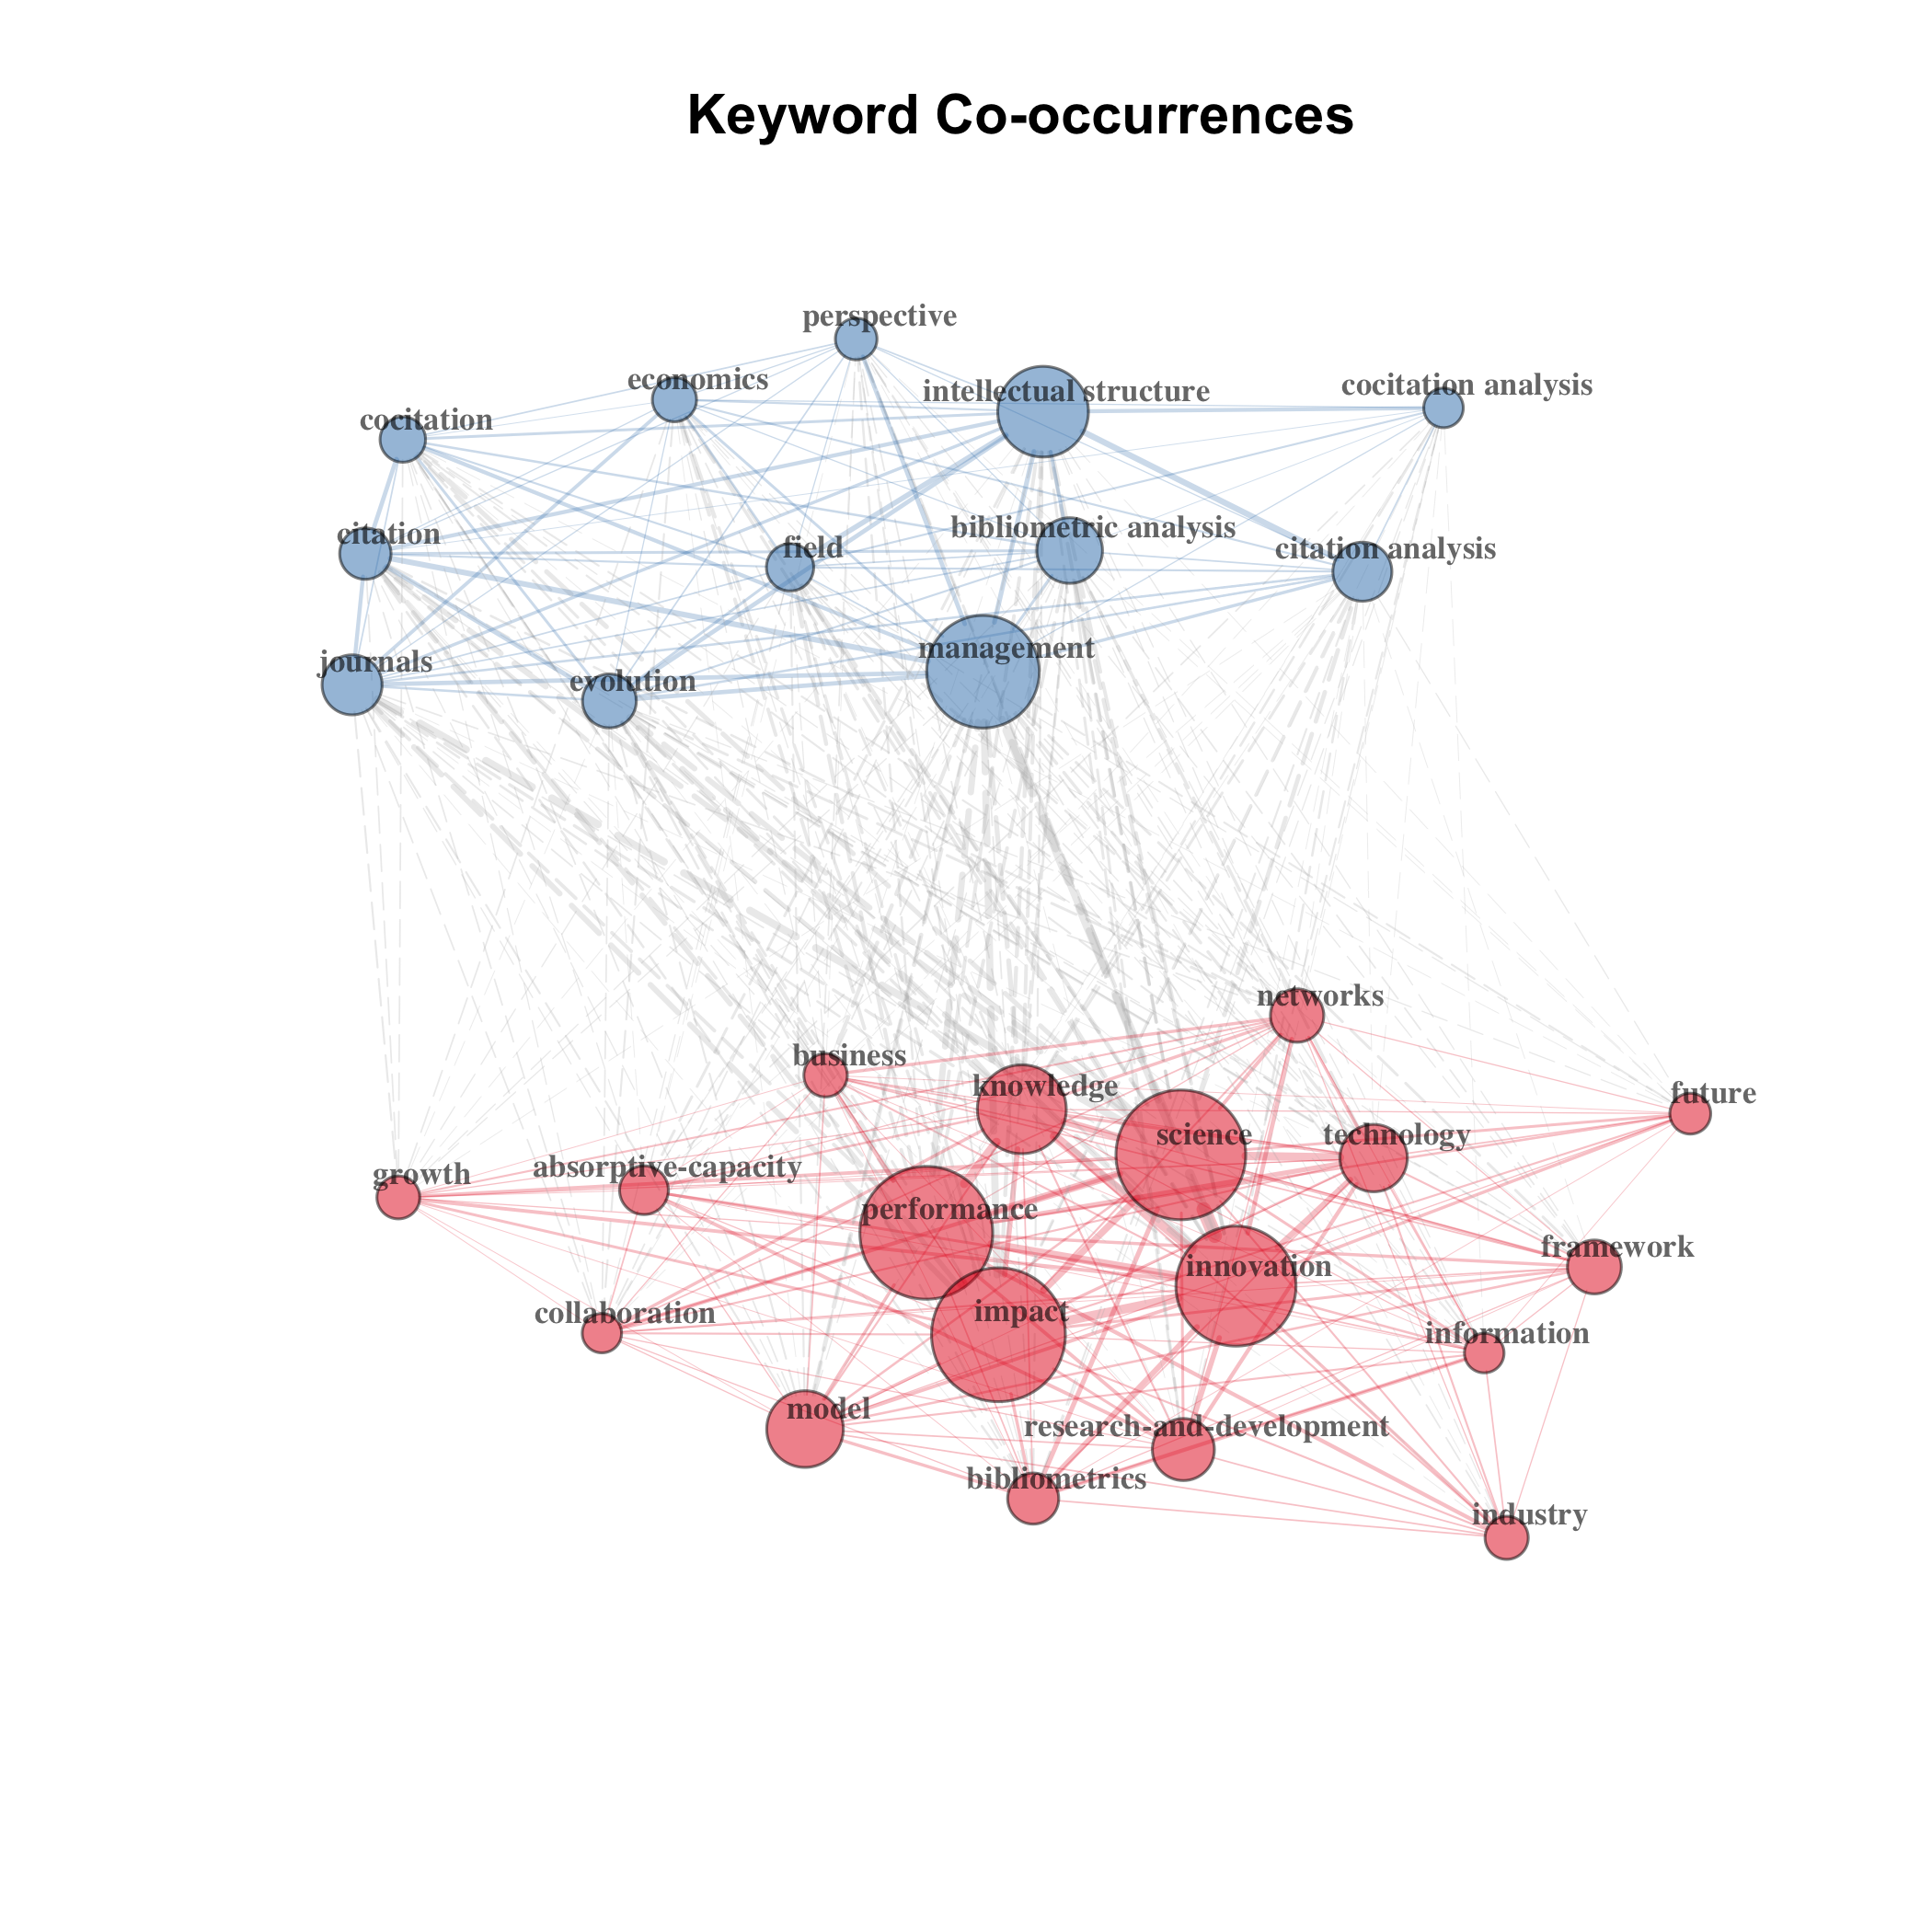 Keyword Co-occurrences
perspective
economics
intellectual structure
cocitation analysis
cocitation
citation
field
bibliometric analysis
citation analysis
journals
evolution
management
networks
business
knowledge
future
science
technology
growth
absorptive-capacity
performance
framework
innovation
collaboration
impact
information
model
research-and-development
bibliometrics
industry